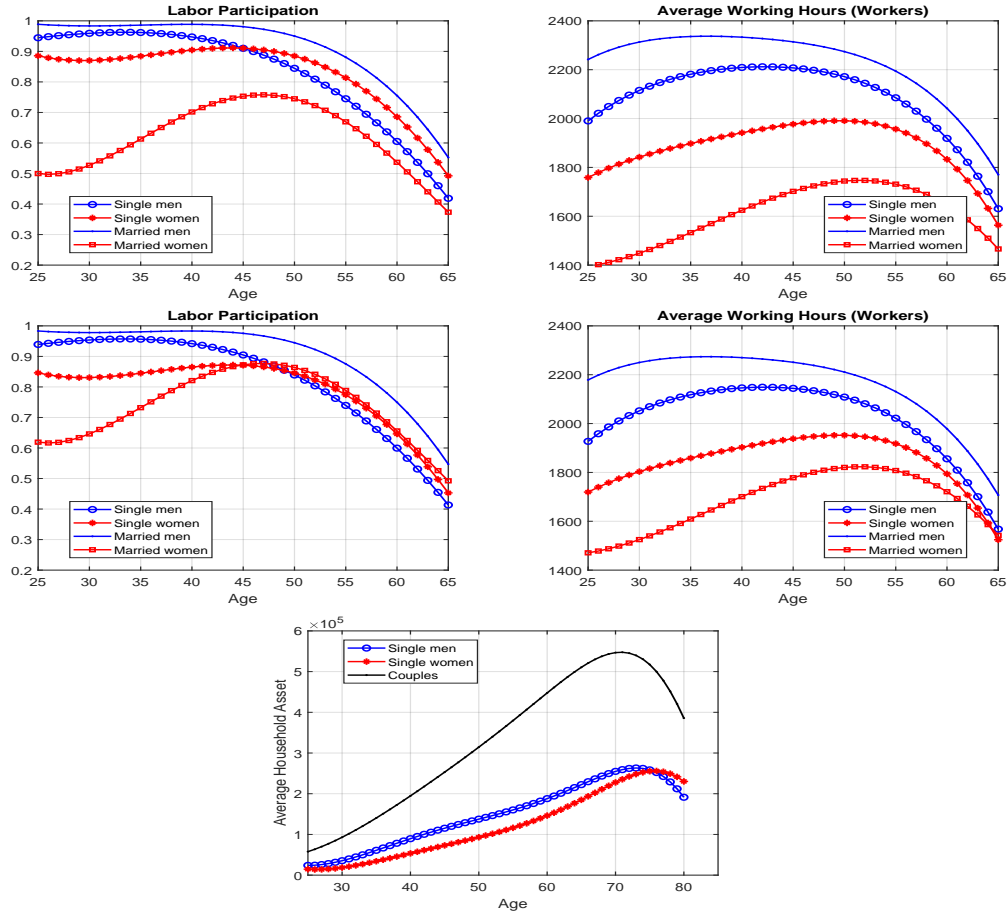 Labor Participation
1
0.9
0.8
0.7
0.6
0.5
0.4
0.3
0.2
25 30 35 40 45 50 55 60 65
Age
Single men
Single women
Married men
Married women
Average Working Hours (Workers)
2400
2200
2000
1800
1600
1400
25 30 35 40 45 50 55 60 65
Age
Single men
Single women
Married men
Married women
Labor Participation
1
0.9
0.8
0.7
0.6
0.5
0.4
0.3
0.2
25 30 35 40 45 50 55 60 65
Age
Single men
Single women
Married men
Married women
Average Working Hours (Workers)
2400
2200
2000
1800
1600
1400
25 30 35 40 45 50 55 60 65
Age
Single men
Single women
Married men
Married women
×10⁵
Average Household Asset
6
5
4
3
2
1
0
30 40 50 60 70 80
Age
Single men
Single women
Couples